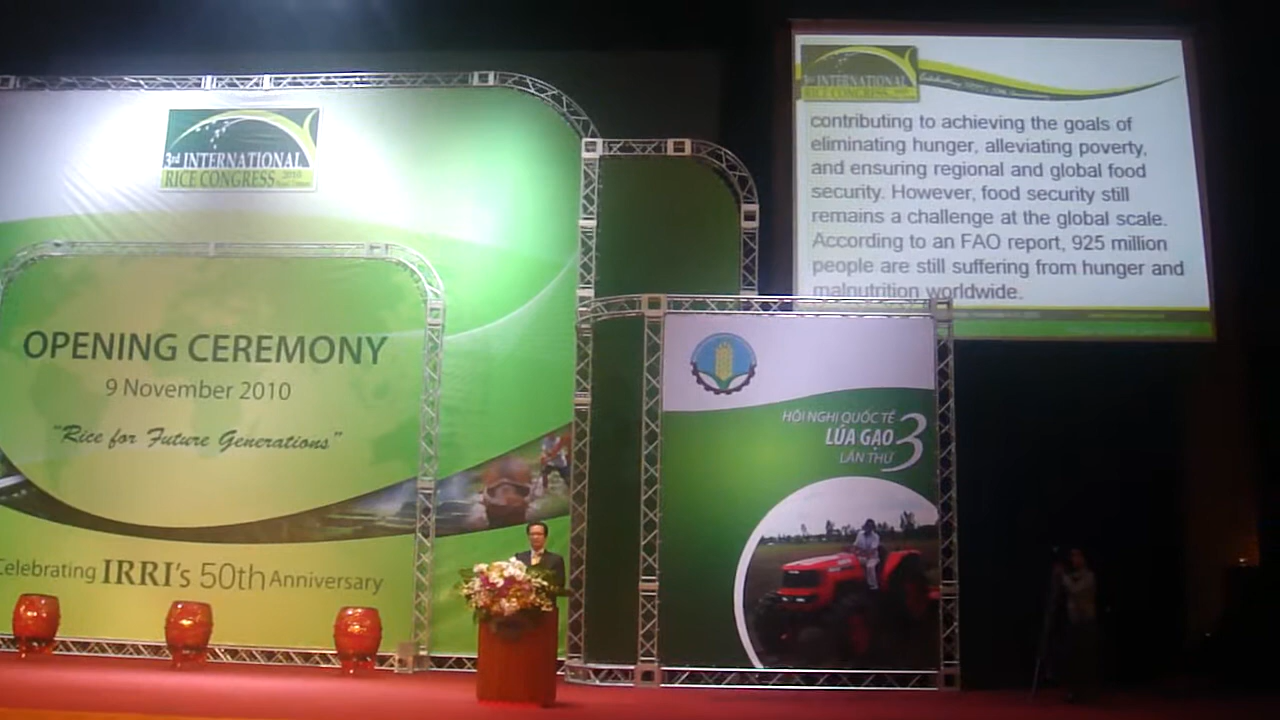 3rd INTERNATIONAL
RICE CONGRESS 2010
OPENING CEREMONY
9 November 2010
"Rice for Future Generations"
Celebrating IRRI's 50th Anniversary
3rd INTERNATIONAL
RICE CONGRESS
contributing to achieving the goals of
eliminating hunger, alleviating poverty,
and ensuring regional and global food
security. However, food security still
remains a challenge at the global scale.
According to an FAO report, 925 million
people are still suffering from hunger and
malnutrition worldwide.
HỘI NGHỊ QUỐC TẾ
LÚA GẠO 3
LẦN THỨ